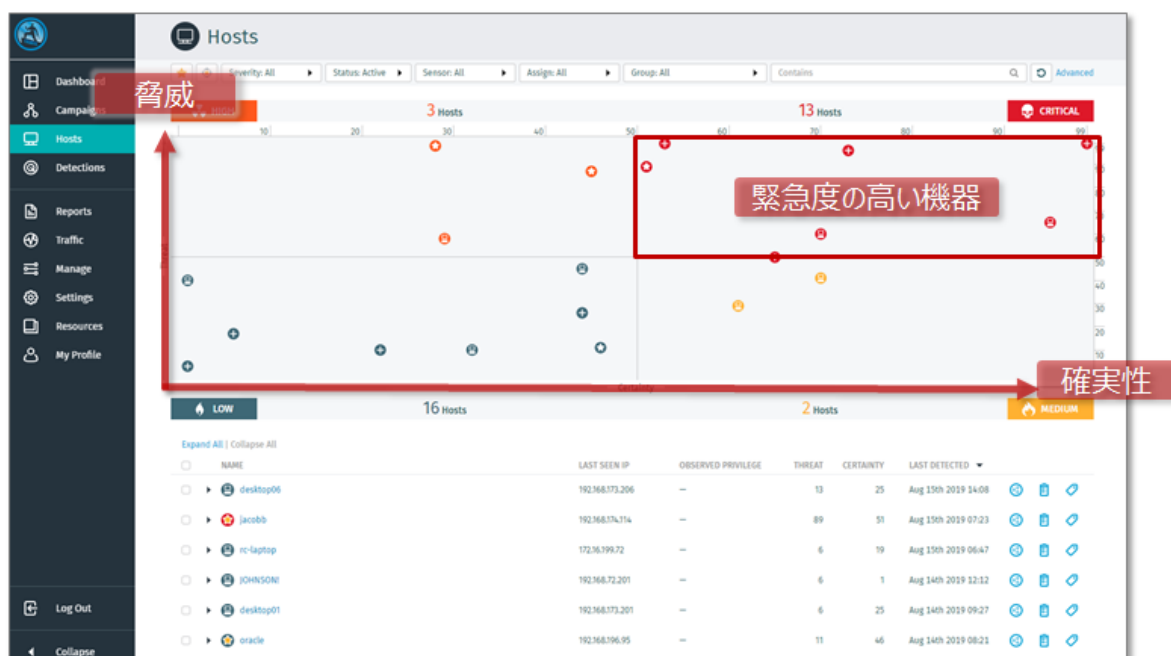 Hosts
Dashboard
Campaigns
Hosts
Detections
Reports
Traffic
Manage
Settings
Resources
My Profile
Log Out
Collapse
Severity: All
Status: Active
Sensor: All
Assign: All
Group: All
Contains
Advanced
脅威
HIGH
3 Hosts
13 Hosts
CRITICAL
10 20 30 40 50 60 70 80 90 99
緊急度の高い機器
50
40
30
20
10
Certainty
確実性
LOW
16 Hosts
2 Hosts
MEDIUM
Expand All | Collapse All
NAME LAST SEEN IP OBSERVED PRIVILEGE THREAT CERTAINTY LAST DETECTED
desktop06 192.168.173.206 — 13 25 Aug 15th 2019 14:08
jacobb 192.168.174.114 — 89 51 Aug 15th 2019 07:23
rc-laptop 172.16.199.72 — 6 19 Aug 15th 2019 06:47
JOHNSON! 192.168.72.201 — 6 1 Aug 14th 2019 12:12
desktop01 192.168.173.201 — 6 25 Aug 14th 2019 09:27
oracle 192.168.196.95 — 11 46 Aug 14th 2019 08:21